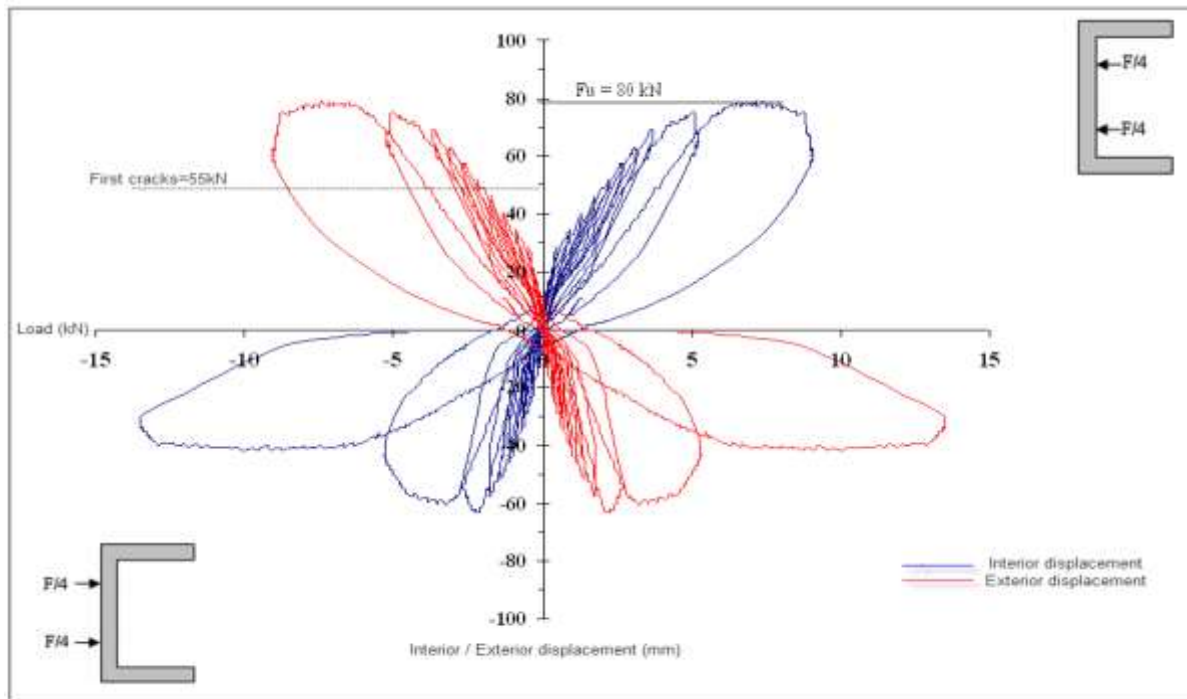 100
80
Fu = 80 kN
F/4
F/4
First cracks=55kN
60
40
20
Load (kN)
0
-15
-10
-5
0
5
10
15
-20
-40
-60
-80
-100
F/4
F/4
Interior displacement
Exterior displacement
Interior / Exterior displacement (mm)